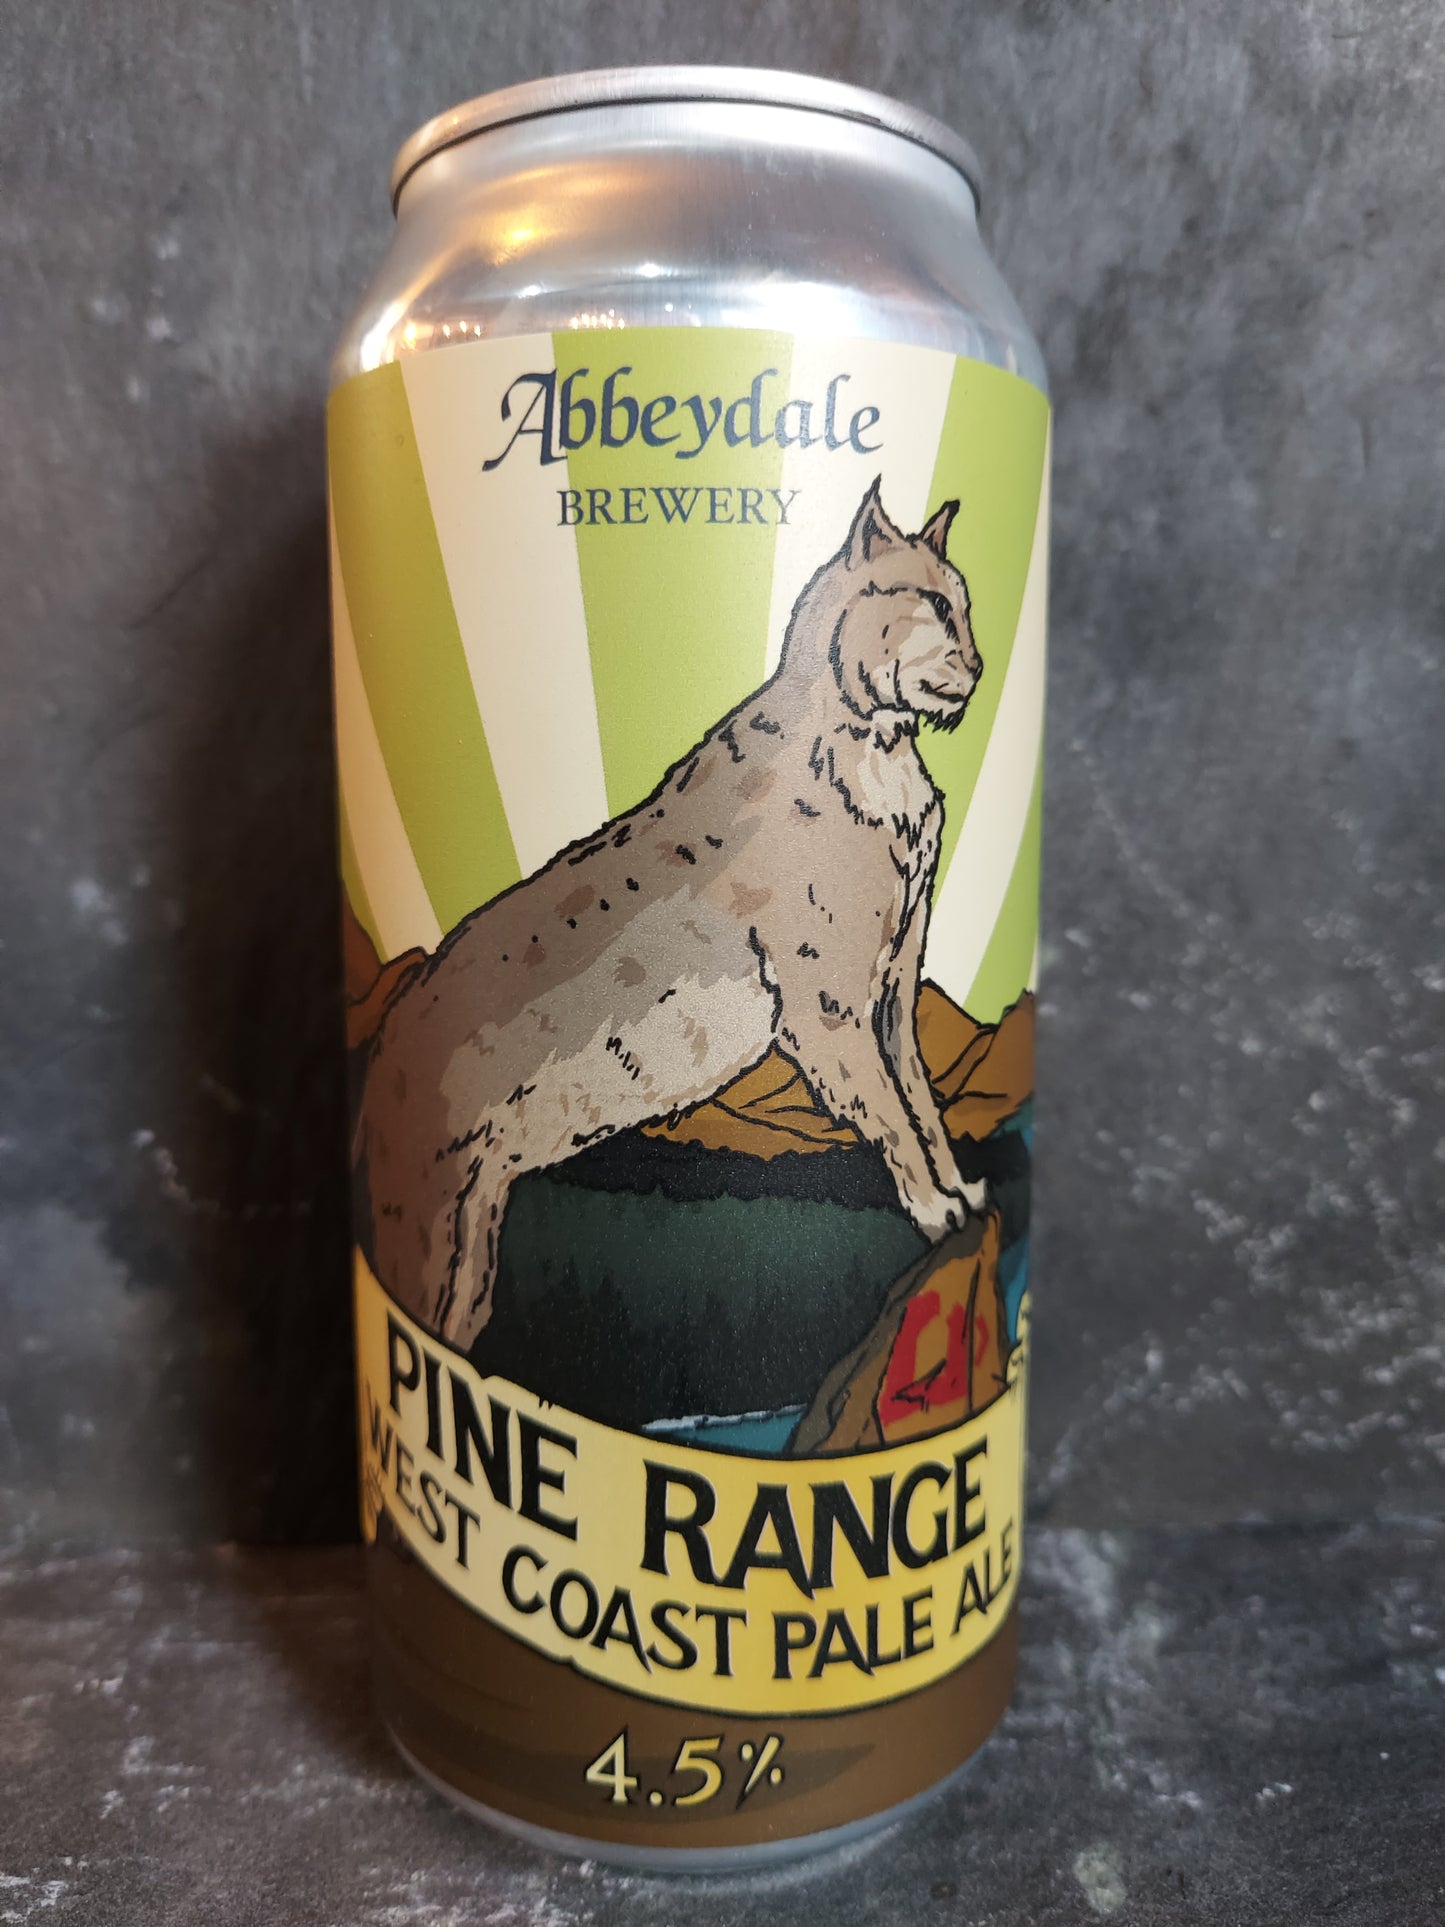 Abbeydale
BREWERY
PINE RANGE
WEST COAST PALE ALE
4.5%